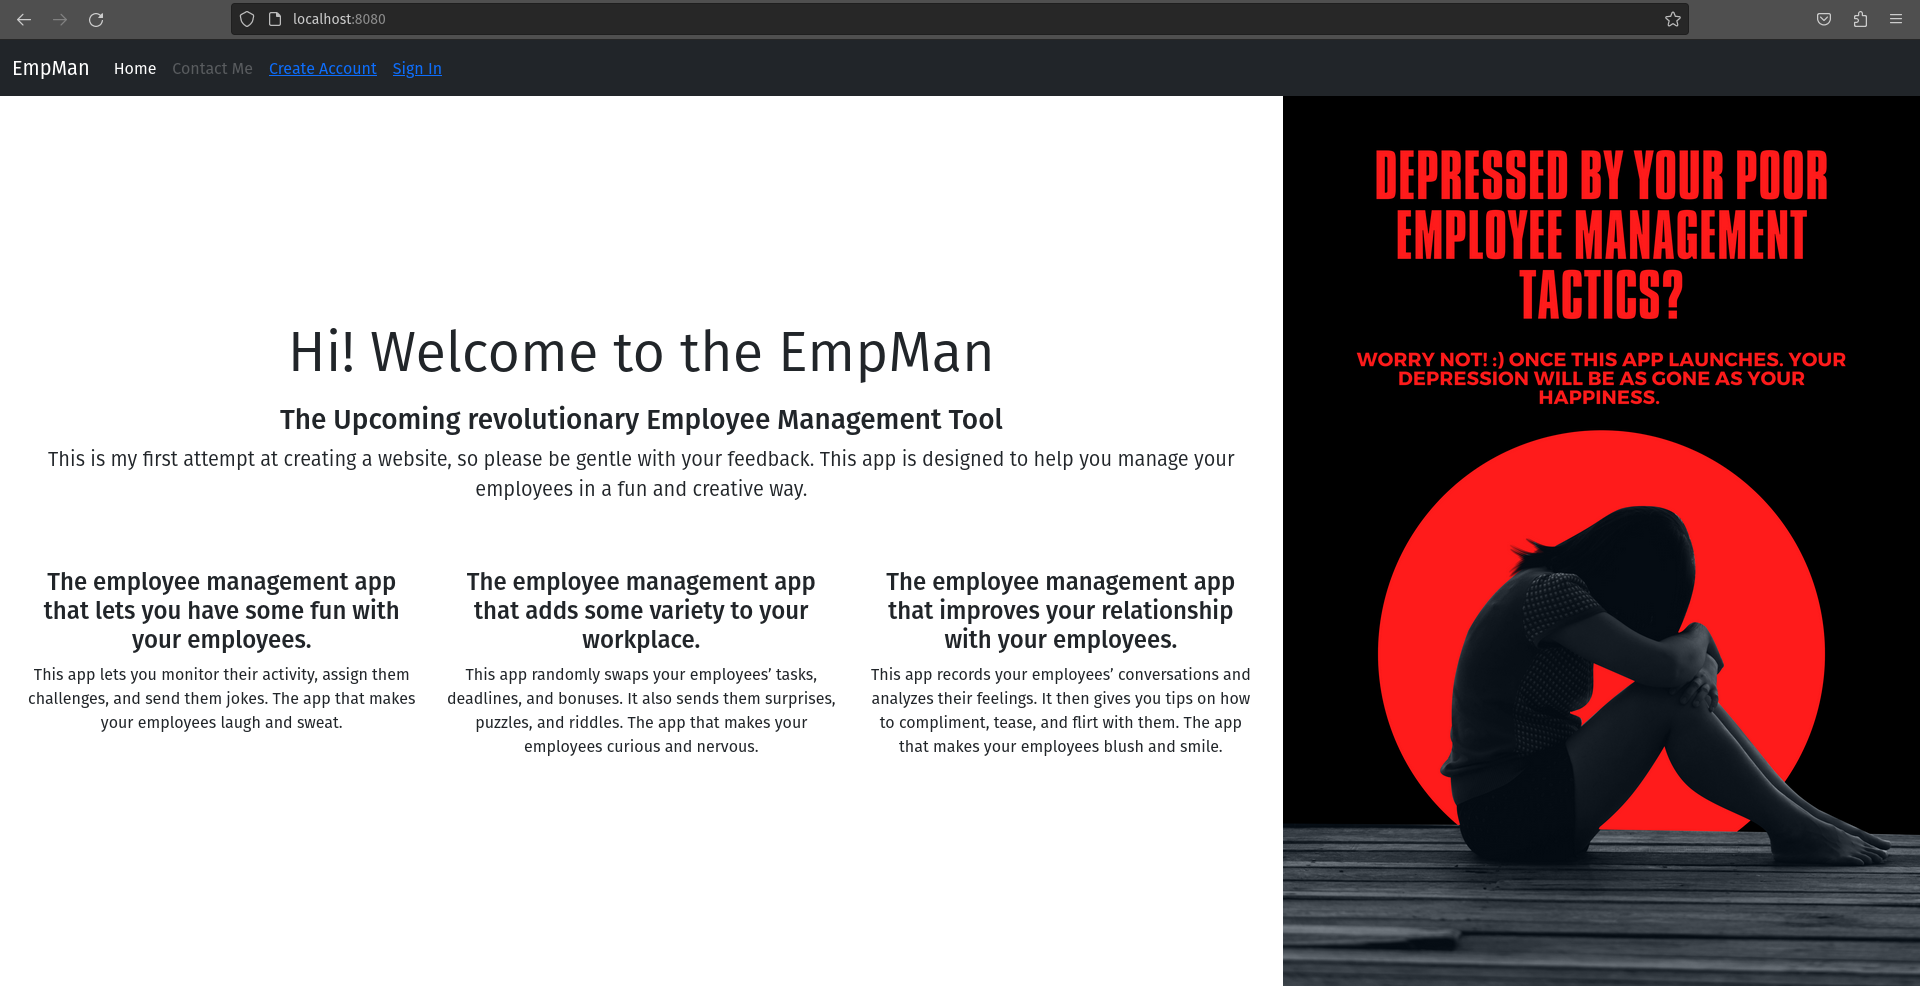 localhost:8080
EmpMan Home Contact Me Create Account Sign In
Hi! Welcome to the EmpMan
The Upcoming revolutionary Employee Management Tool
This is my first attempt at creating a website, so please be gentle with your feedback. This app is designed to help you manage your
employees in a fun and creative way.
The employee management app
that lets you have some fun with
your employees.
This app lets you monitor their activity, assign them
challenges, and send them jokes. The app that makes
your employees laugh and sweat.
The employee management app
that adds some variety to your
workplace.
This app randomly swaps your employees’ tasks,
deadlines, and bonuses. It also sends them surprises,
puzzles, and riddles. The app that makes your
employees curious and nervous.
The employee management app
that improves your relationship
with your employees.
This app records your employees’ conversations and
analyzes their feelings. It then gives you tips on how
to compliment, tease, and flirt with them. The app
that makes your employees blush and smile.
DEPRESSED BY YOUR POOR
EMPLOYEE MANAGEMENT
TACTICS?
WORRY NOT! :) ONCE THIS APP LAUNCHES. YOUR
DEPRESSION WILL BE AS GONE AS YOUR
HAPPINESS.